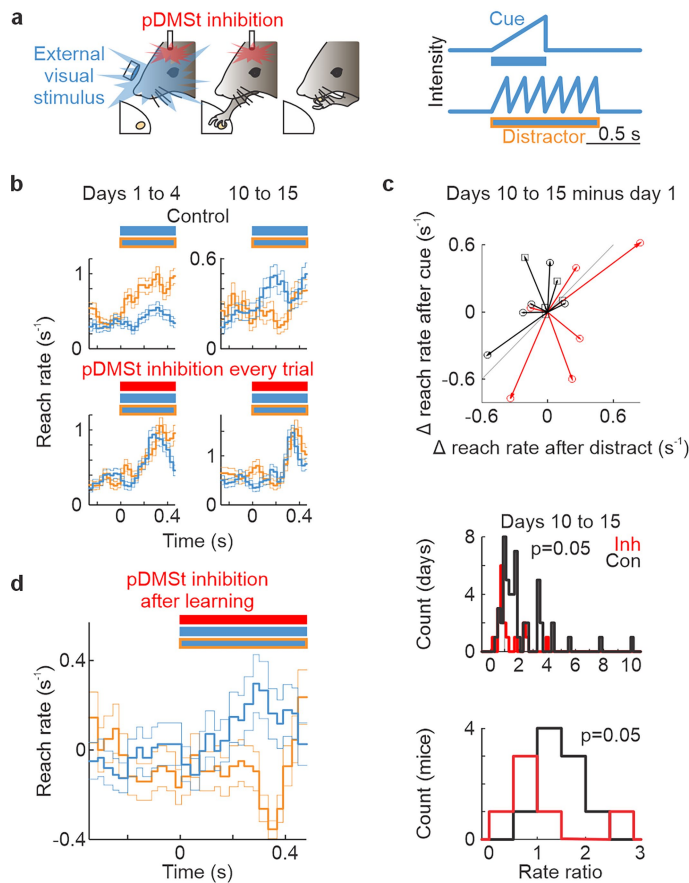 a
pDMSt inhibition
External
visual
stimulus
Intensity
Cue
Distractor
0.5 s
b
Days 1 to 4
10 to 15
Control
1
0
0.6
0
pDMSt inhibition every trial
Reach rate (s-1)
1
0
1
0
0
0.4
0
0.4
Time (s)
c
Days 10 to 15 minus day 1
Δ reach rate after cue (s-1)
0.6
0
-0.6
-0.6
0
0.6
Δ reach rate after distract (s-1)
Days 10 to 15
p=0.05
Inh
Con
Count (days)
8
4
0
0
2
4
6
8
10
p=0.05
Count (mice)
4
2
0
0
1
2
3
Rate ratio
d
pDMSt inhibition
after learning
Reach rate (s-1)
0.4
0
-0.4
0
0.4
Time (s)